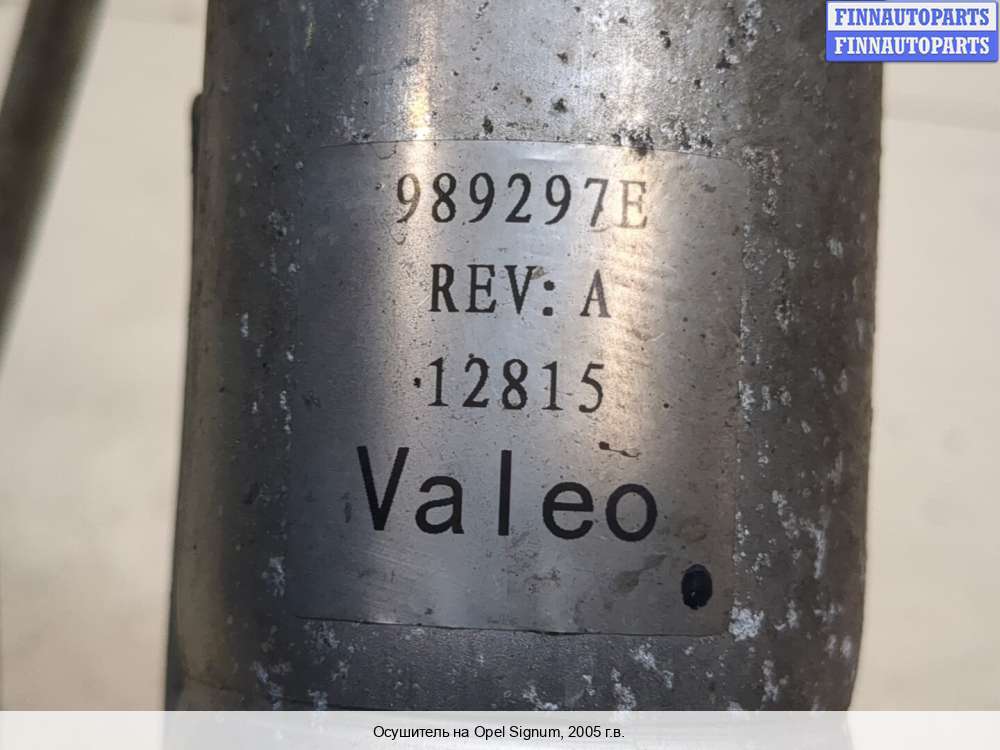 FINNAUTOPARTS
FINNAUTOPARTS
989297E
REV: A
12815
Valeo
Осушитель на Opel Signum, 2005 г.в.